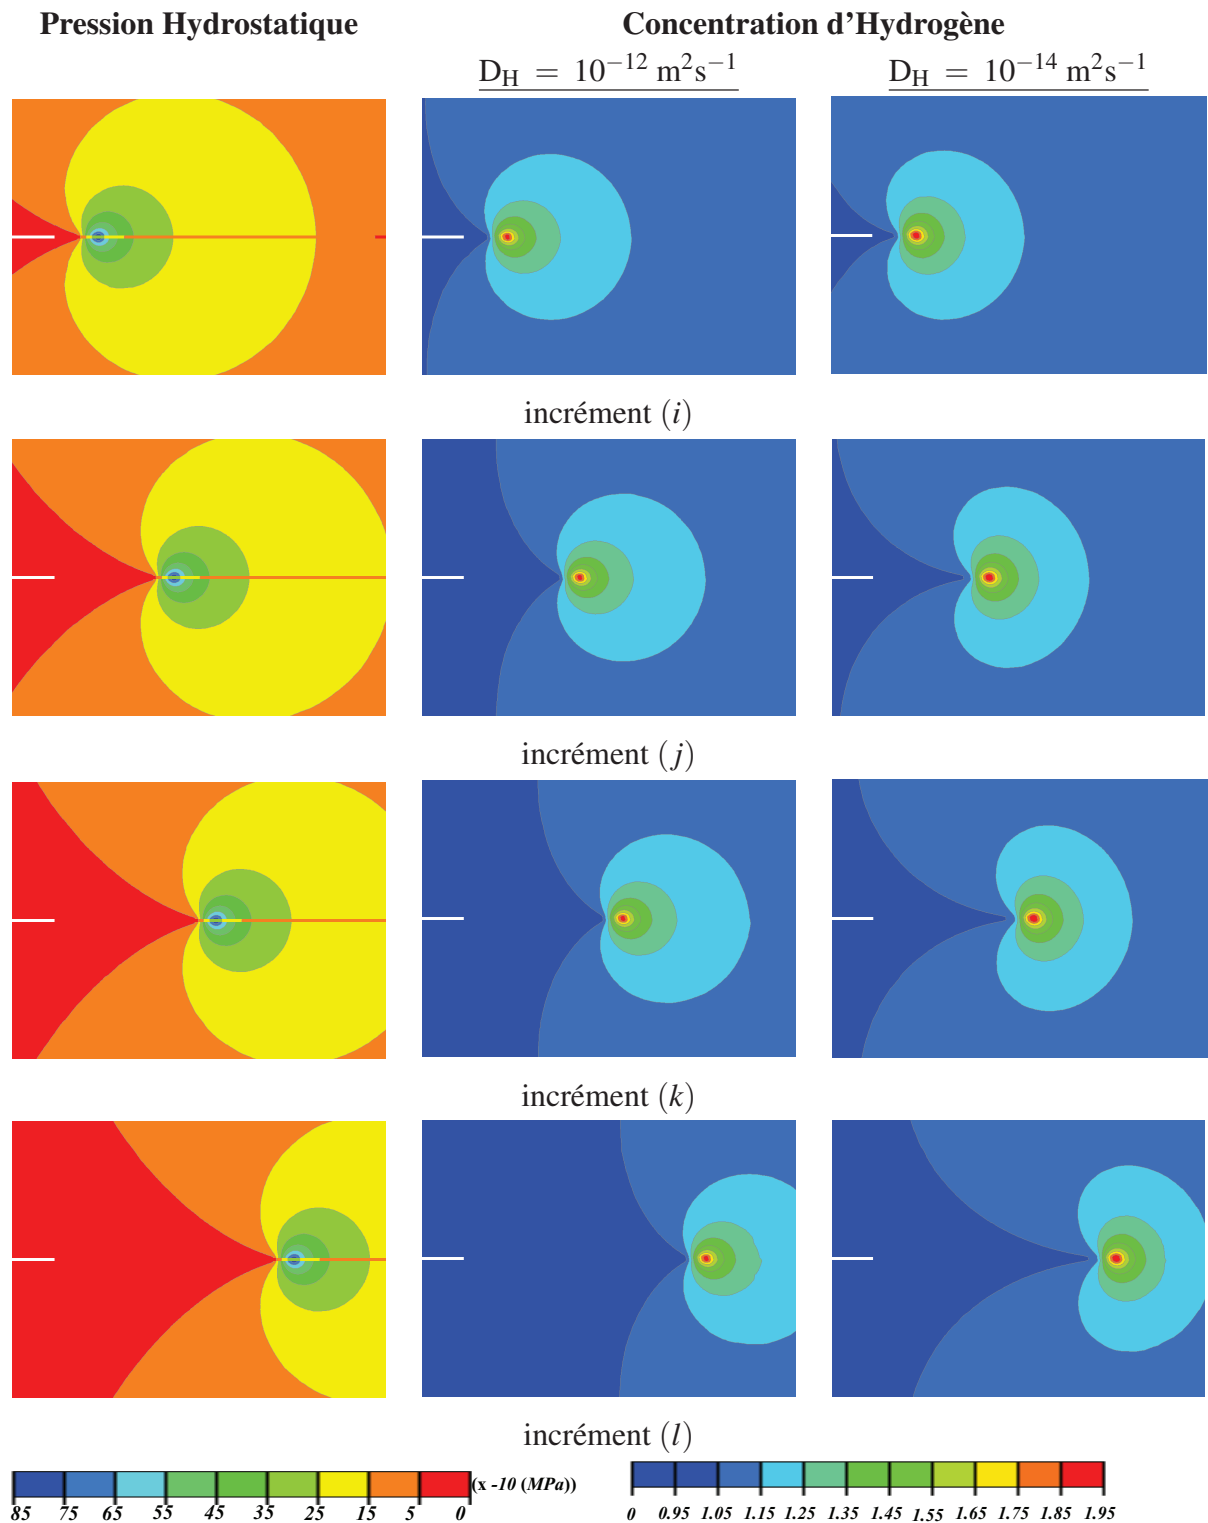 Pression Hydrostatique Concentration d'Hydrogène
D_H = 10⁻¹² m²s⁻¹ D_H = 10⁻¹⁴ m²s⁻¹
incrément (i)
incrément (j)
incrément (k)
incrément (l)
(x -10 (MPa))
85 75 65 55 45 35 25 15 5 0 0 0.95 1.05 1.15 1.25 1.35 1.45 1.55 1.65 1.75 1.85 1.95